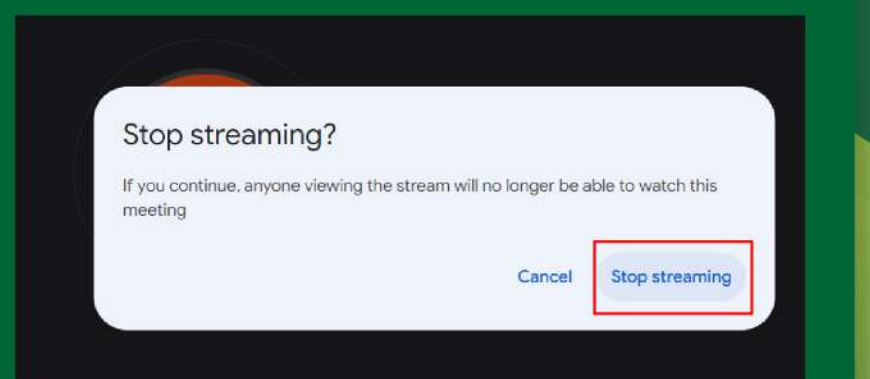 Stop streaming?
If you continue, anyone viewing the stream will no longer be able to watch this
meeting
Cancel Stop streaming